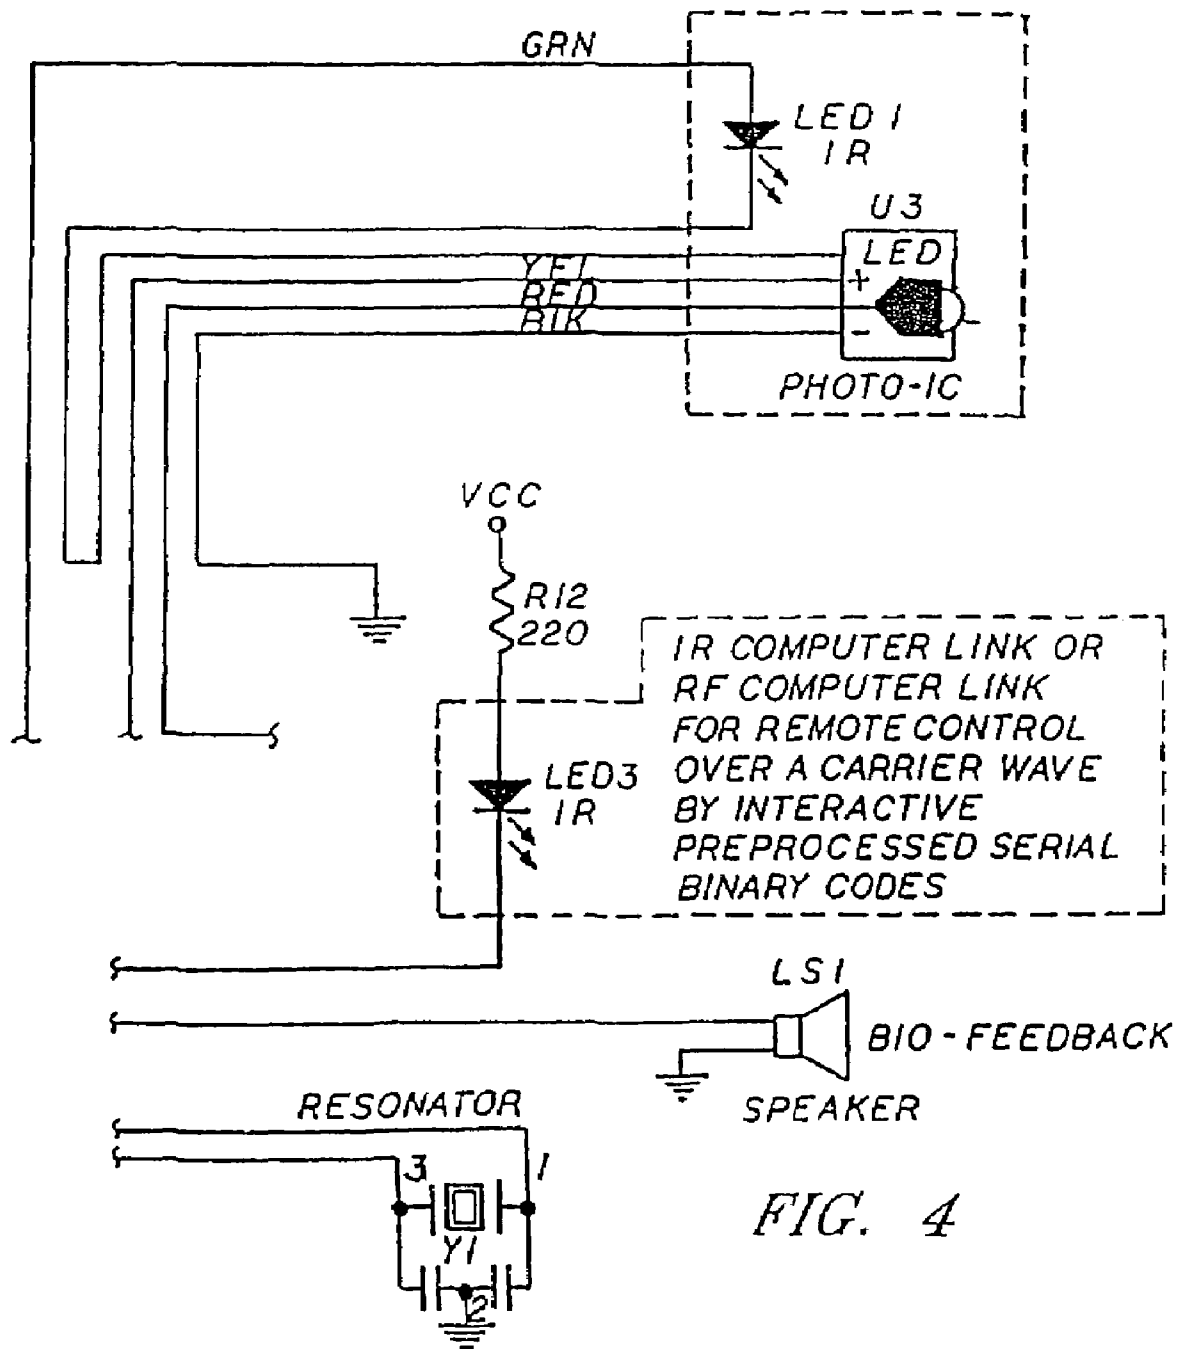 GRN
LED 1
IR
U3
LED
YEL
+
RED
BLK
-
PHOTO-IC
VCC
R12
220
IR COMPUTER LINK OR
RF COMPUTER LINK
FOR REMOTE CONTROL
OVER A CARRIER WAVE
BY INTERACTIVE
PREPROCESSED SERIAL
BINARY CODES
LED3
IR
LS1
BIO-FEEDBACK
SPEAKER
RESONATOR
3
1
Y1
2
FIG. 4